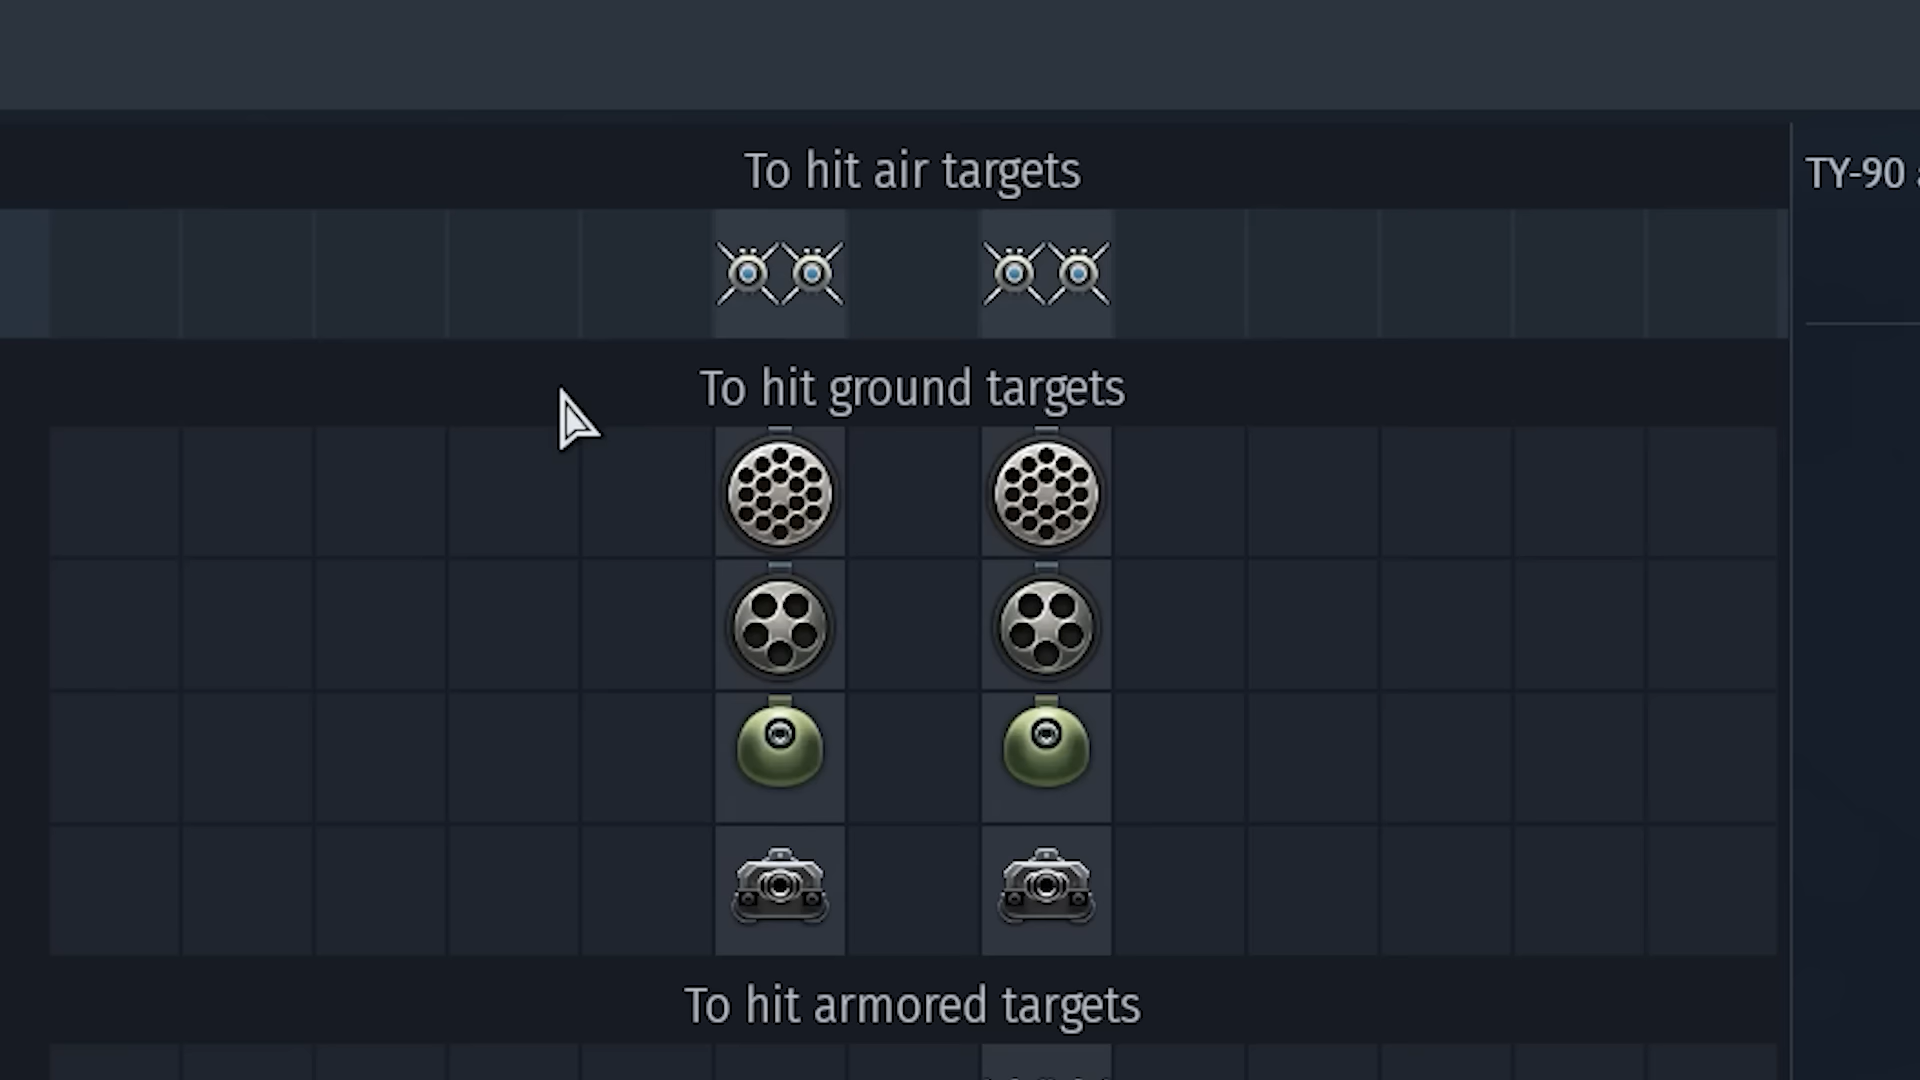 To hit air targets
TY-90
To hit ground targets
To hit armored targets